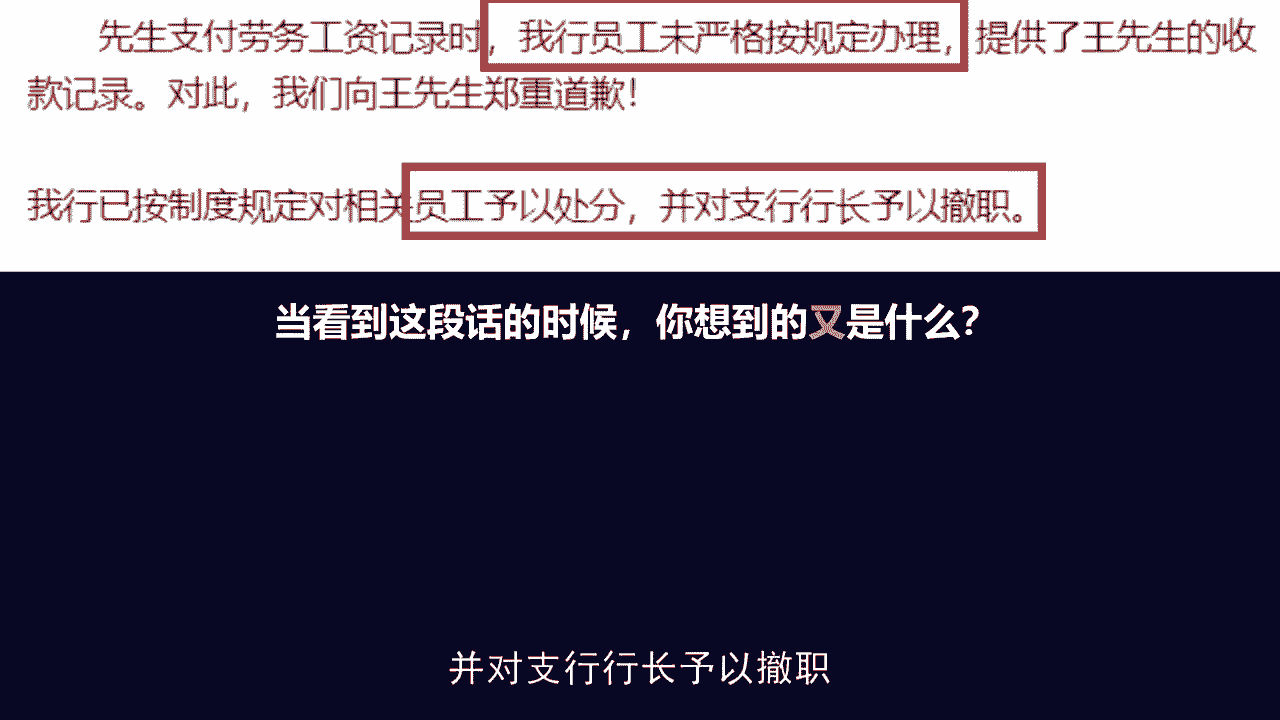 先生支付劳务工资记录时，我行员工未严格按规定办理，提供了王先生的收
款记录。对此，我们向王先生郑重道歉！
我行已按制度规定对相关员工予以处分，并对支行行长予以撤职。
当看到这段话的时候，你想到的又是什么？
并对支行行长予以撤职